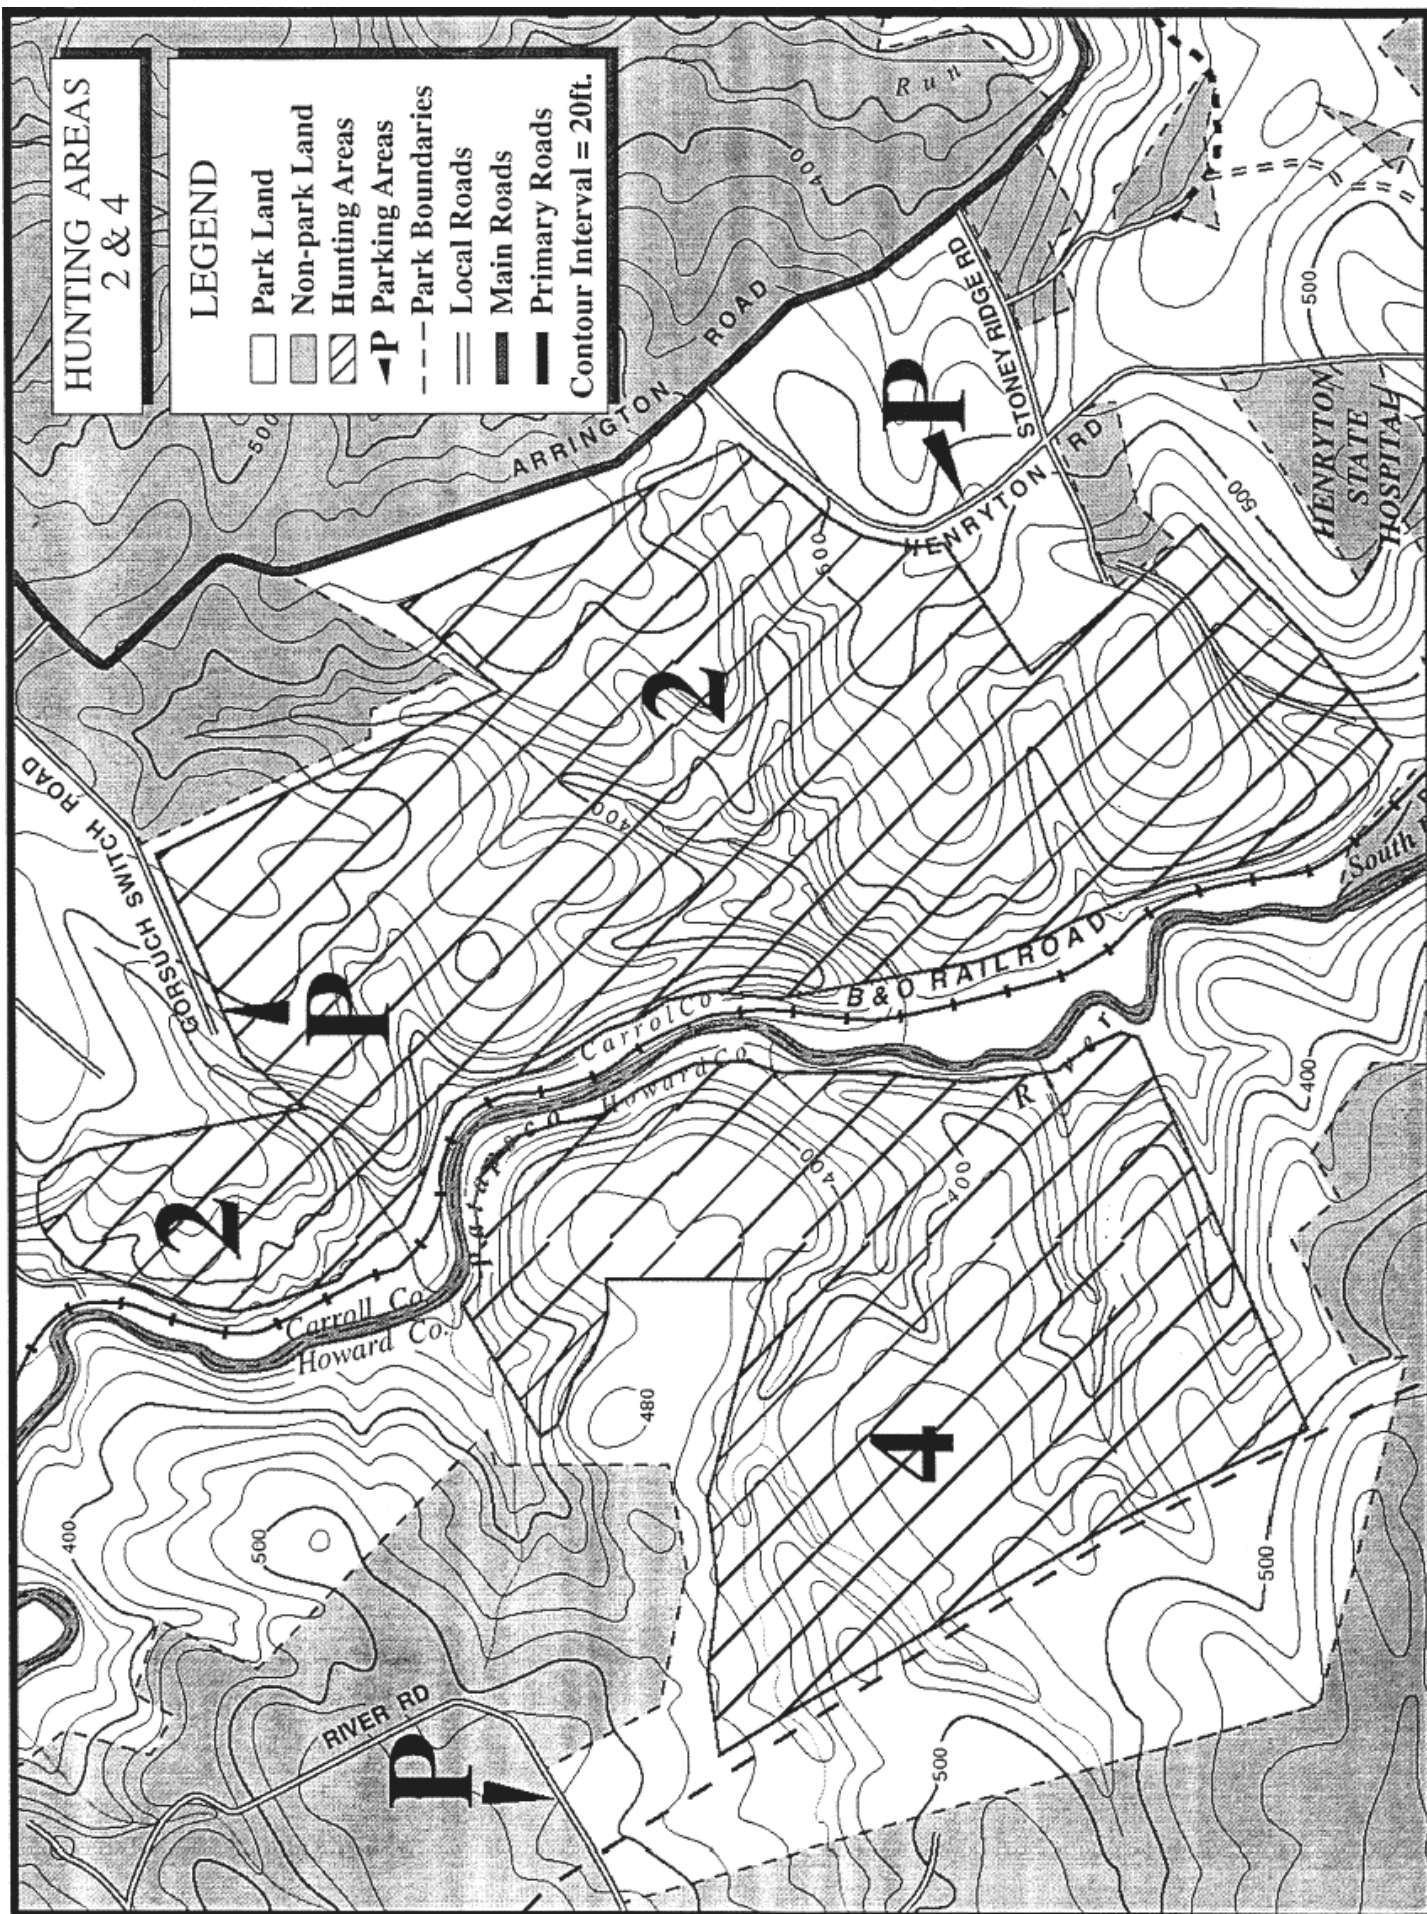 HUNTING AREAS
2 & 4
LEGEND
Park Land
Non-park Land
Hunting Areas
P Parking Areas
Park Boundaries
Local Roads
Main Roads
Primary Roads
Contour Interval = 20ft.
Run
400
500
ARRINGTON ROAD
STONEY RIDGE RD
P
HENRYTON RD
500
500
HENRYTON
STATE
HOSPITAL
500
2
400
GORSUCH SWITCH ROAD
P
2
B & O RAILROAD
South
Carrol Co
Howard Co
Patapsco
River
Carroll Co.
Howard Co.
400
400
400
480
4
400
500
500
500
RIVER RD
P